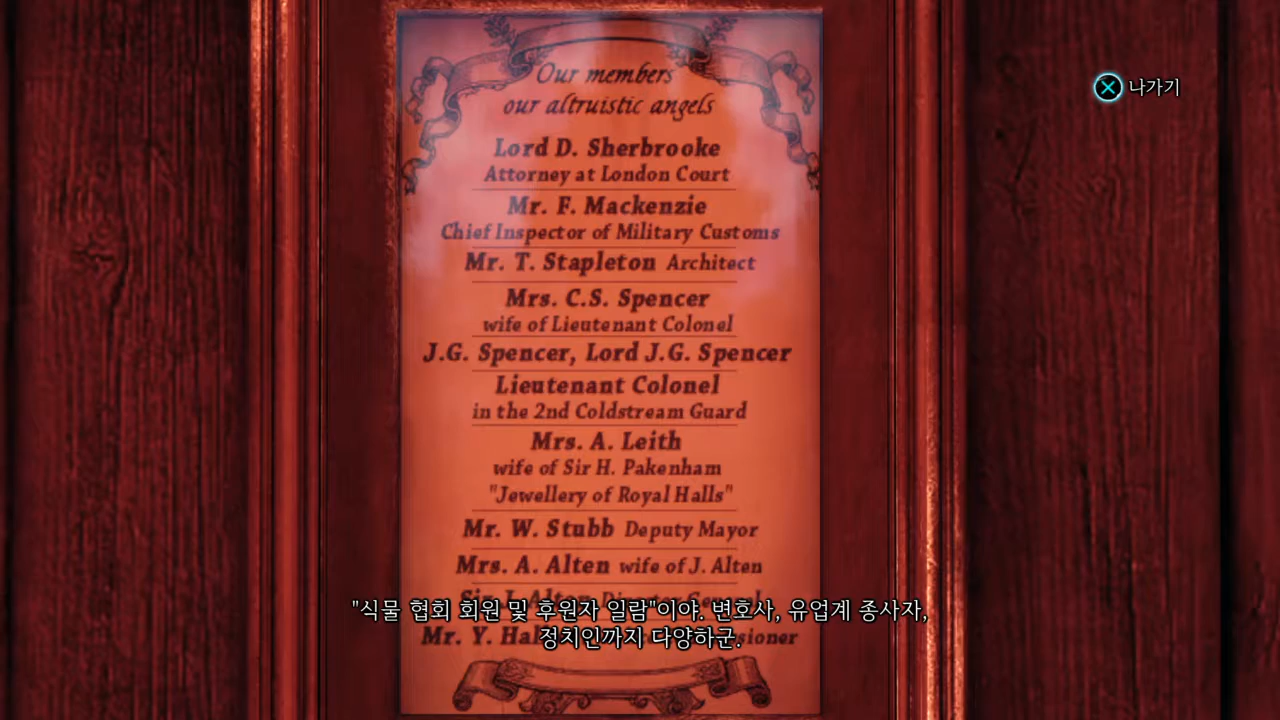 Our members
our altruistic angels
나가기
Lord D. Sherbrooke
Attorney at London Court
Mr. F. Mackenzie
Chief Inspector of Military Customs
Mr. T. Stapleton Architect
Mrs. C.S. Spencer
wife of Lieutenant Colonel
J.G. Spencer, Lord J.G. Spencer
Lieutenant Colonel
in the 2nd Coldstream Guard
Mrs. A. Leith
wife of Sir H. Pakenham
"Jewellery of Royal Halls"
Mr. W. Stubb Deputy Mayor
Mrs. A. Alten wife of J. Alten
Sir J. Alten
"식물 협회 회원 및 후원자 일람"이야. 변호사, 유업계 종사자,
Mr. Y.
정치인까지 다양하군.